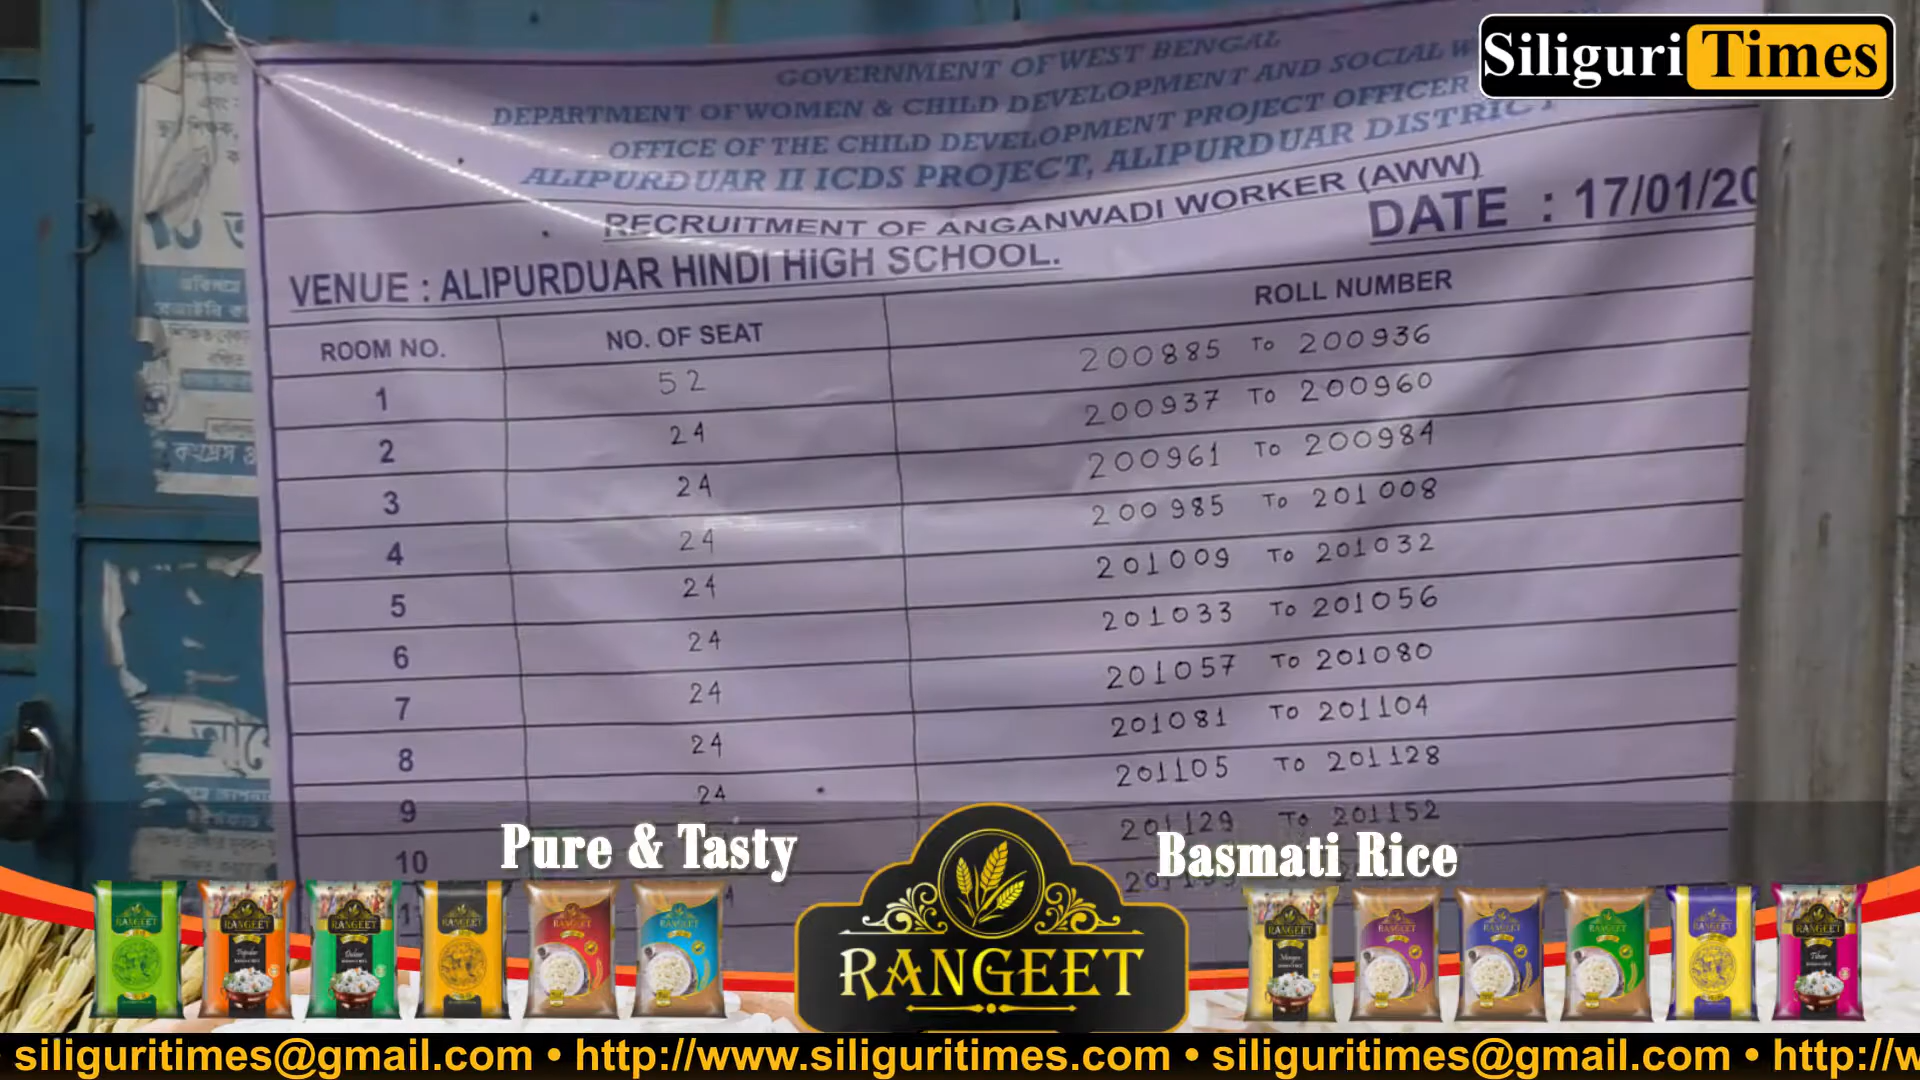 Siliguri Times
GOVERNMENT OF WEST BENGAL
DEPARTMENT OF WOMEN & CHILD DEVELOPMENT AND SOCIAL
OFFICE OF THE CHILD DEVELOPMENT PROJECT OFFICER
ALIPURDUAR II ICDS PROJECT, ALIPURDUAR DISTRICT
RECRUITMENT OF ANGANWADI WORKER (AWW)
DATE : 17/01/20
VENUE : ALIPURDUAR HINDI HIGH SCHOOL.
ROOM NO. NO. OF SEAT ROLL NUMBER
1 52 200885 To 200936
2 24 200937 To 200960
3 24 200961 To 200984
4 24 200985 To 201008
5 24 201009 To 201032
6 24 201033 To 201056
7 24 201057 To 201080
8 24 201081 To 201104
9 24 201105 To 201128
10 201129 To 201152
Pure & Tasty
Basmati Rice
RANGEET
siliguritimes@gmail.com • http://www.siliguritimes.com • siliguritimes@gmail.com • http://w